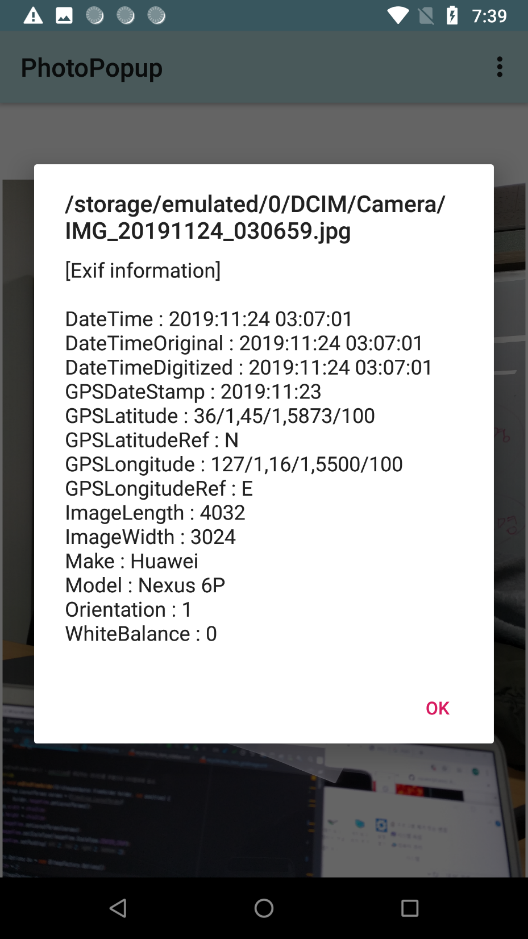 7:39
PhotoPopup
/storage/emulated/0/DCIM/Camera/
IMG_20191124_030659.jpg
[Exif information]
DateTime : 2019:11:24 03:07:01
DateTimeOriginal : 2019:11:24 03:07:01
DateTimeDigitized : 2019:11:24 03:07:01
GPSDateStamp : 2019:11:23
GPSLatitude : 36/1,45/1,5873/100
GPSLatitudeRef : N
GPSLongitude : 127/1,16/1,5500/100
GPSLongitudeRef : E
ImageLength : 4032
ImageWidth : 3024
Make : Huawei
Model : Nexus 6P
Orientation : 1
WhiteBalance : 0
OK